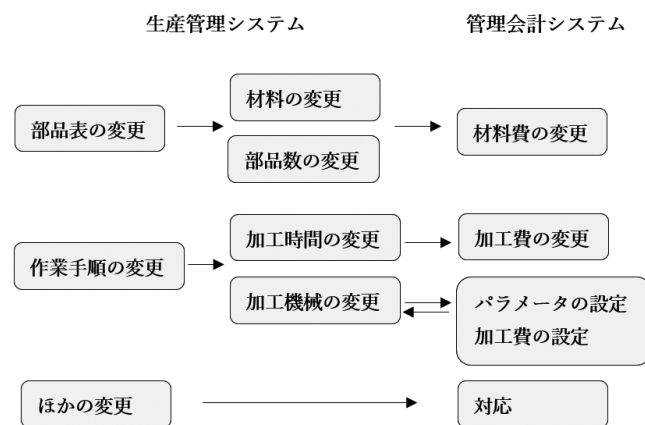 生産管理システム
管理会計システム
部品表の変更
材料の変更
部品数の変更
材料費の変更
作業手順の変更
加工時間の変更
加工費の変更
加工機械の変更
パラメータの設定
加工費の設定
ほかの変更
対応